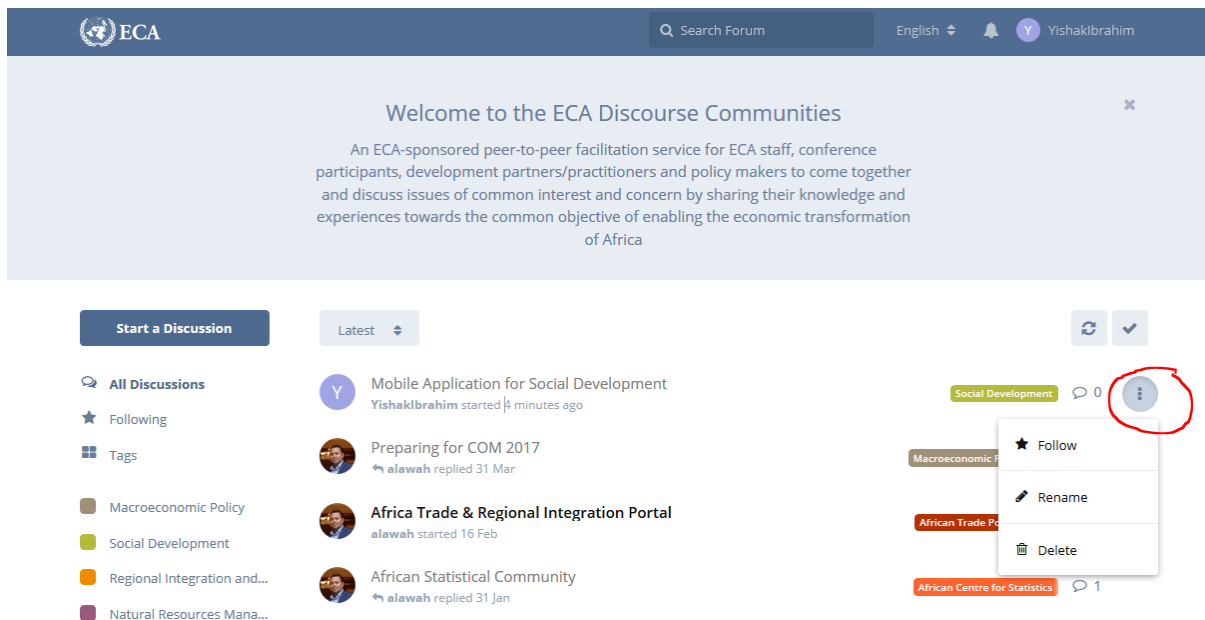 ECA
Search Forum
English
Y
YishakIbrahim
Welcome to the ECA Discourse Communities
An ECA-sponsored peer-to-peer facilitation service for ECA staff, conference
participants, development partners/practitioners and policy makers to come together
and discuss issues of common interest and concern by sharing their knowledge and
experiences towards the common objective of enabling the economic transformation
of Africa
Start a Discussion
Latest
All Discussions
Following
Tags
Macroeconomic Policy
Social Development
Regional Integration and...
Natural Resources Mana...
Y
Mobile Application for Social Development
YishakIbrahim started 4 minutes ago
Social Development
0
Preparing for COM 2017
alawah replied 31 Mar
Macroeconomic
Africa Trade & Regional Integration Portal
alawah started 16 Feb
African Trade
African Statistical Community
alawah replied 31 Jan
African Centre for Statistics
1
Follow
Rename
Delete